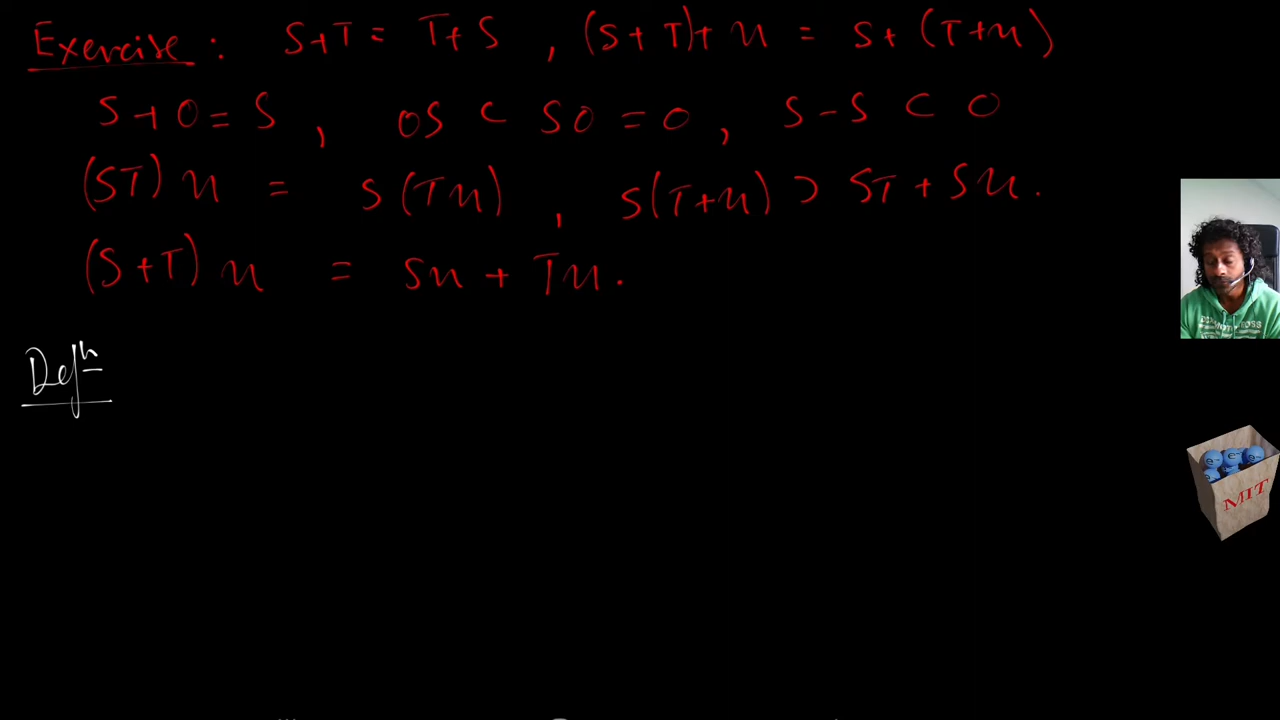 Exercise : S+T = T+S , (S+T)+U = S+(T+U)
S+0 = S , 0S ⊂ S0 = 0 , S-S ⊂ 0
(ST)U = S(TU) , S(T+U) ⊃ ST + SU .
(S+T)U = SU + TU .
Defn
MIT